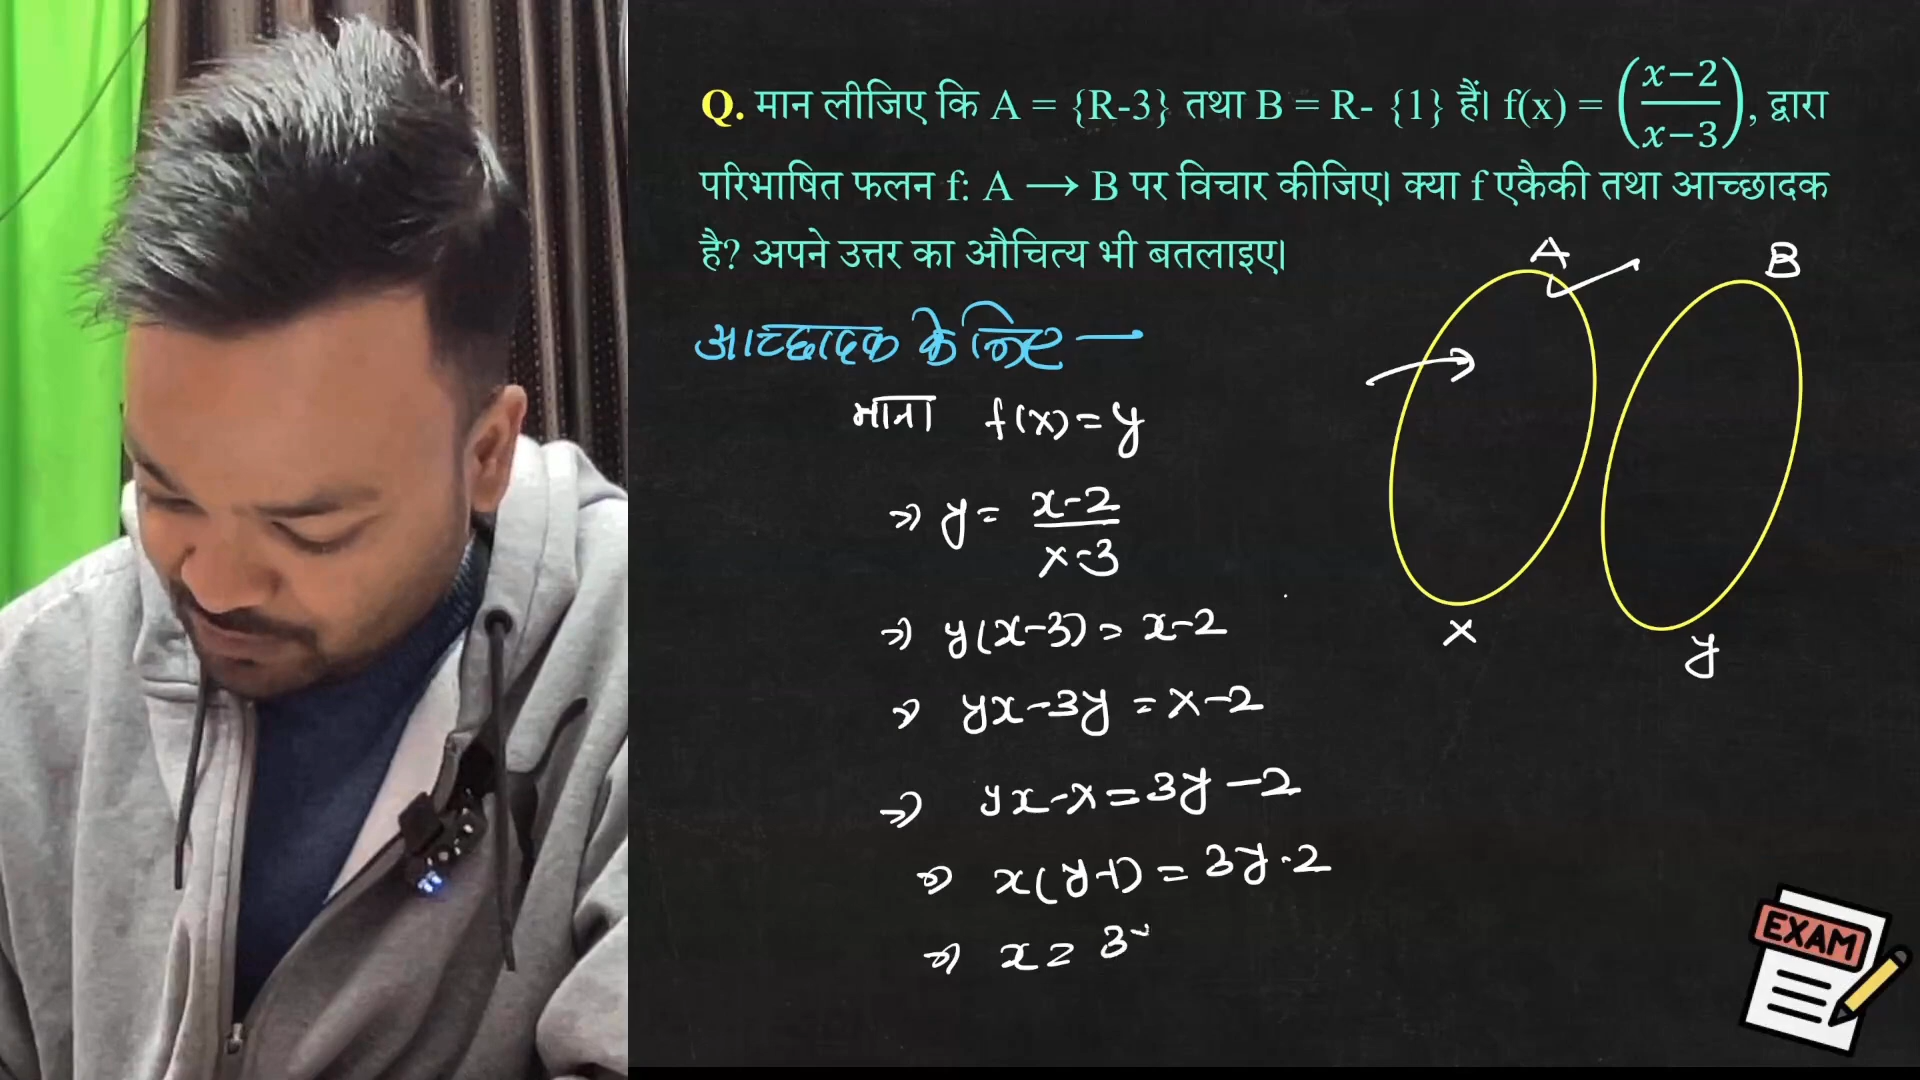 Q. मान लीजिए कि A = {R-3} तथा B = R- {1} हैं। f(x) = (x−2/x−3), द्वारा
परिभाषित फलन f: A ⟶ B पर विचार कीजिए। क्या f एकैकी तथा आच्छादक
है? अपने उत्तर का औचित्य भी बतलाइए।
A B
आच्छादक के लिए —
माना f(x) = y
⇒ y = x-2/x-3
⇒ y(x-3) = x-2
x
y
⇒ yx-3y = x-2
⇒ yx-x = 3y-2
⇒ x(y-1) = 3y-2
⇒ x = 3
EXAM